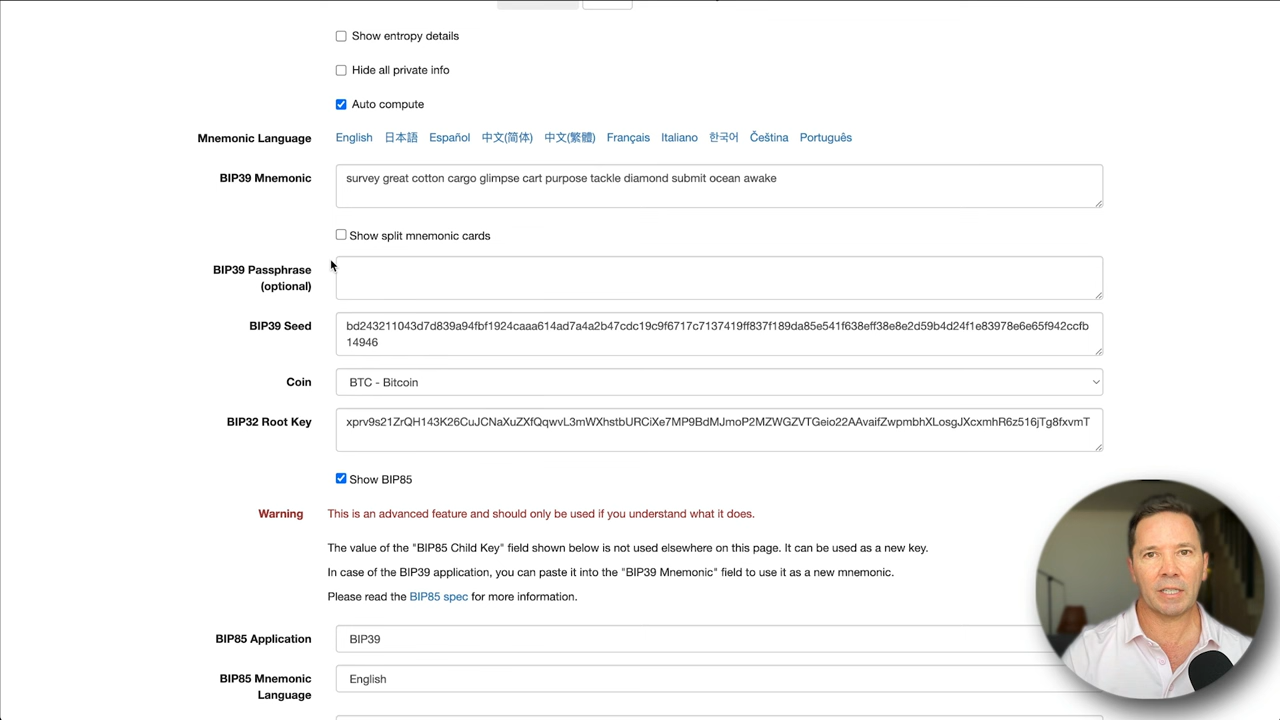 Show entropy details
Hide all private info
Auto compute
Mnemonic Language English 日本語 Español 中文(简体) 中文(繁體) Français Italiano 한국어 Čeština Português
BIP39 Mnemonic survey great cotton cargo glimpse cart purpose tackle diamond submit ocean awake
Show split mnemonic cards
BIP39 Passphrase
(optional)
BIP39 Seed bd243211043d7d839a94fbf1924caaa614ad7a4a2b47cdc19c9f6717c7137419ff837f189da85e541f638eff38e8e2d59b4d24f1e83978e6e65f942ccfb
14946
Coin BTC - Bitcoin
BIP32 Root Key xprv9s21ZrQH143K26CuJCNaXuZXfQqwvL3mWXhstbURCiXe7MP9BdMJmoP2MZWGZVTGeio22AAvaifZwpmbhXLosgJXcxmhR6z516jTg8fxvmT
Show BIP85
Warning This is an advanced feature and should only be used if you understand what it does.
The value of the "BIP85 Child Key" field shown below is not used elsewhere on this page. It can be used as a new key.
In case of the BIP39 application, you can paste it into the "BIP39 Mnemonic" field to use it as a new mnemonic.
Please read the BIP85 spec for more information.
BIP85 Application BIP39
BIP85 Mnemonic English
Language